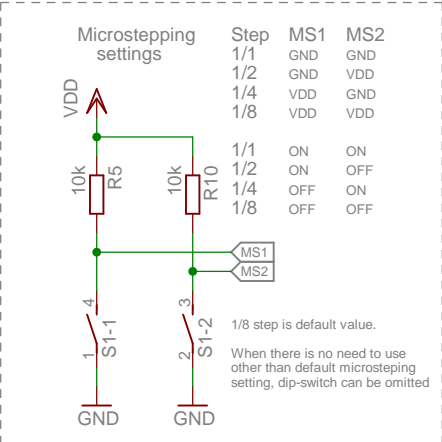 Microstepping
settings
Step MS1 MS2
1/1 GND GND
1/2 GND VDD
1/4 VDD GND
1/8 VDD VDD
1/1 ON ON
1/2 ON OFF
1/4 OFF ON
1/8 OFF OFF
VDD
10k R5
10k R10
MS1
MS2
4
1 S1-1
3
2 S1-2
GND
GND
1/8 step is default value.
When there is no need to use
other than default microsteping
setting, dip-switch can be omitted